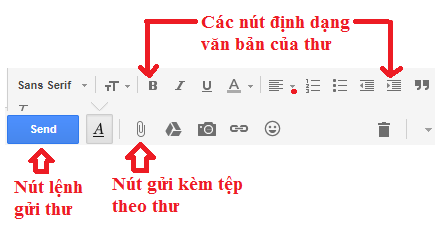 Các nút định dạng
văn bản của thư
Sans Serif
B I U A
Send A
Nút lệnh
gửi thư
Nút gửi kèm tệp
theo thư